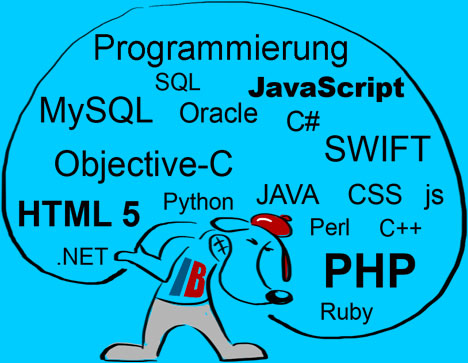 Programmierung
SQL JavaScript
MySQL Oracle C#
SWIFT
Objective-C
Python JAVA CSS js
HTML 5
Perl C++
.NET
PHP
B
Ruby